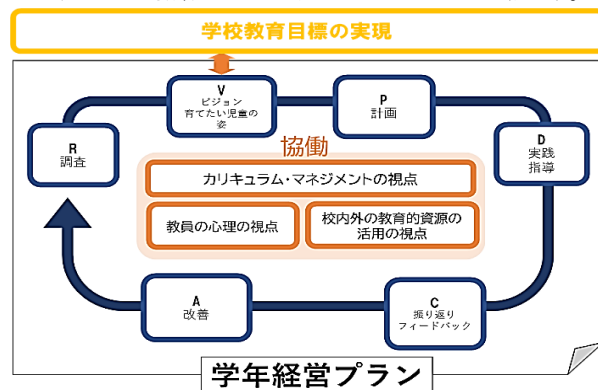 学校教育目標の実現
V
ビジョン
育てたい児童の
姿
P
計画
R
調査
D
実践
指導
協働
カリキュラム・マネジメントの視点
教員の心理の視点
校内外の教育的資源の
活用の視点
A
改善
C
振り返り
フィードバック
学年経営プラン